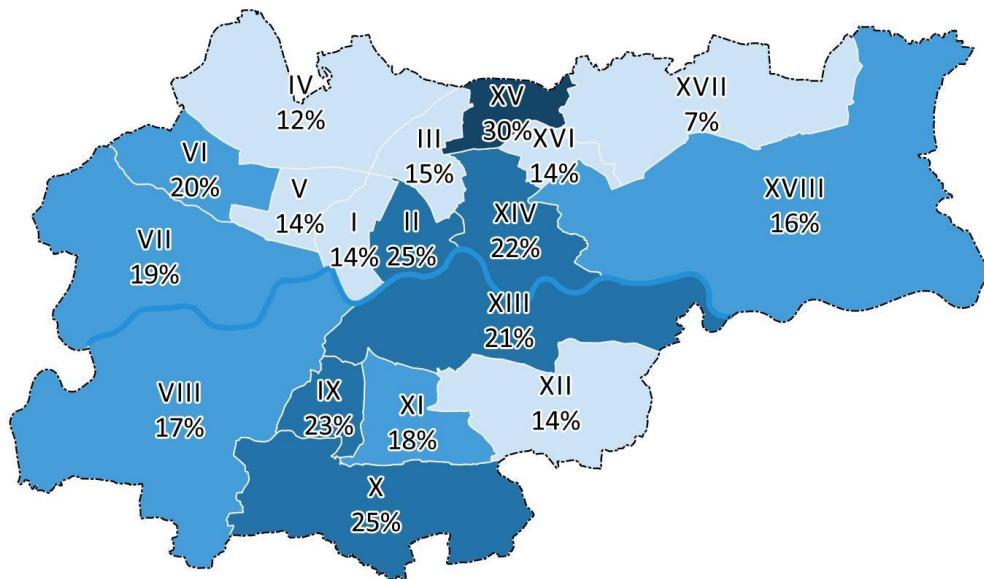 IV
12%
XV
30%
XVII
7%
III
15%
XVI
14%
VI
20%
V
14%
XVIII
16%
I
14%
II
25%
XIV
22%
VII
19%
XIII
21%
VIII
17%
IX
23%
XI
18%
XII
14%
X
25%